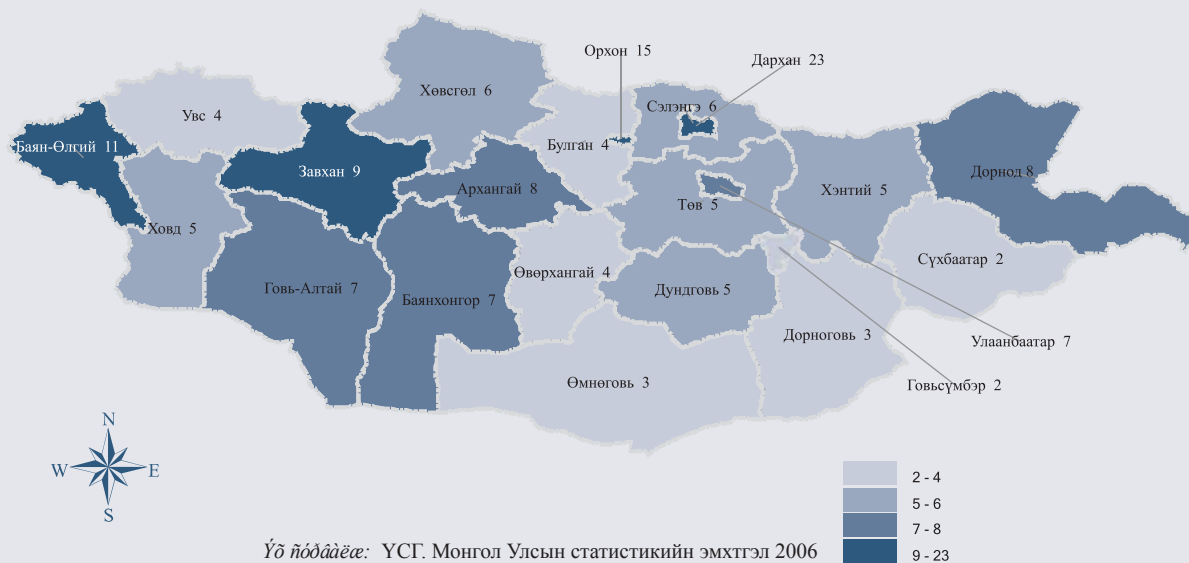 Орхон 15
Дархан 23
Хөвсгөл 6
Сэлэнгэ 6
Увс 4
Булган 4
Баян-Өлгий 11
Завхан 9
Архангай 8
Дорнод 8
Хэнтий 5
Төв 5
Ховд 5
Сүхбаатар 2
Өвөрхангай 4
Говь-Алтай 7
Баянхонгор 7
Дундговь 5
Дорноговь 3
Улаанбаатар 7
Өмнөговь 3
Говьсүмбэр 2
N
W
E
S
2 - 4
5 - 6
7 - 8
9 - 23
Ýõ ñóðâàëæ: ҮСГ. Монгол Улсын статистикийн эмхтгэл 2006